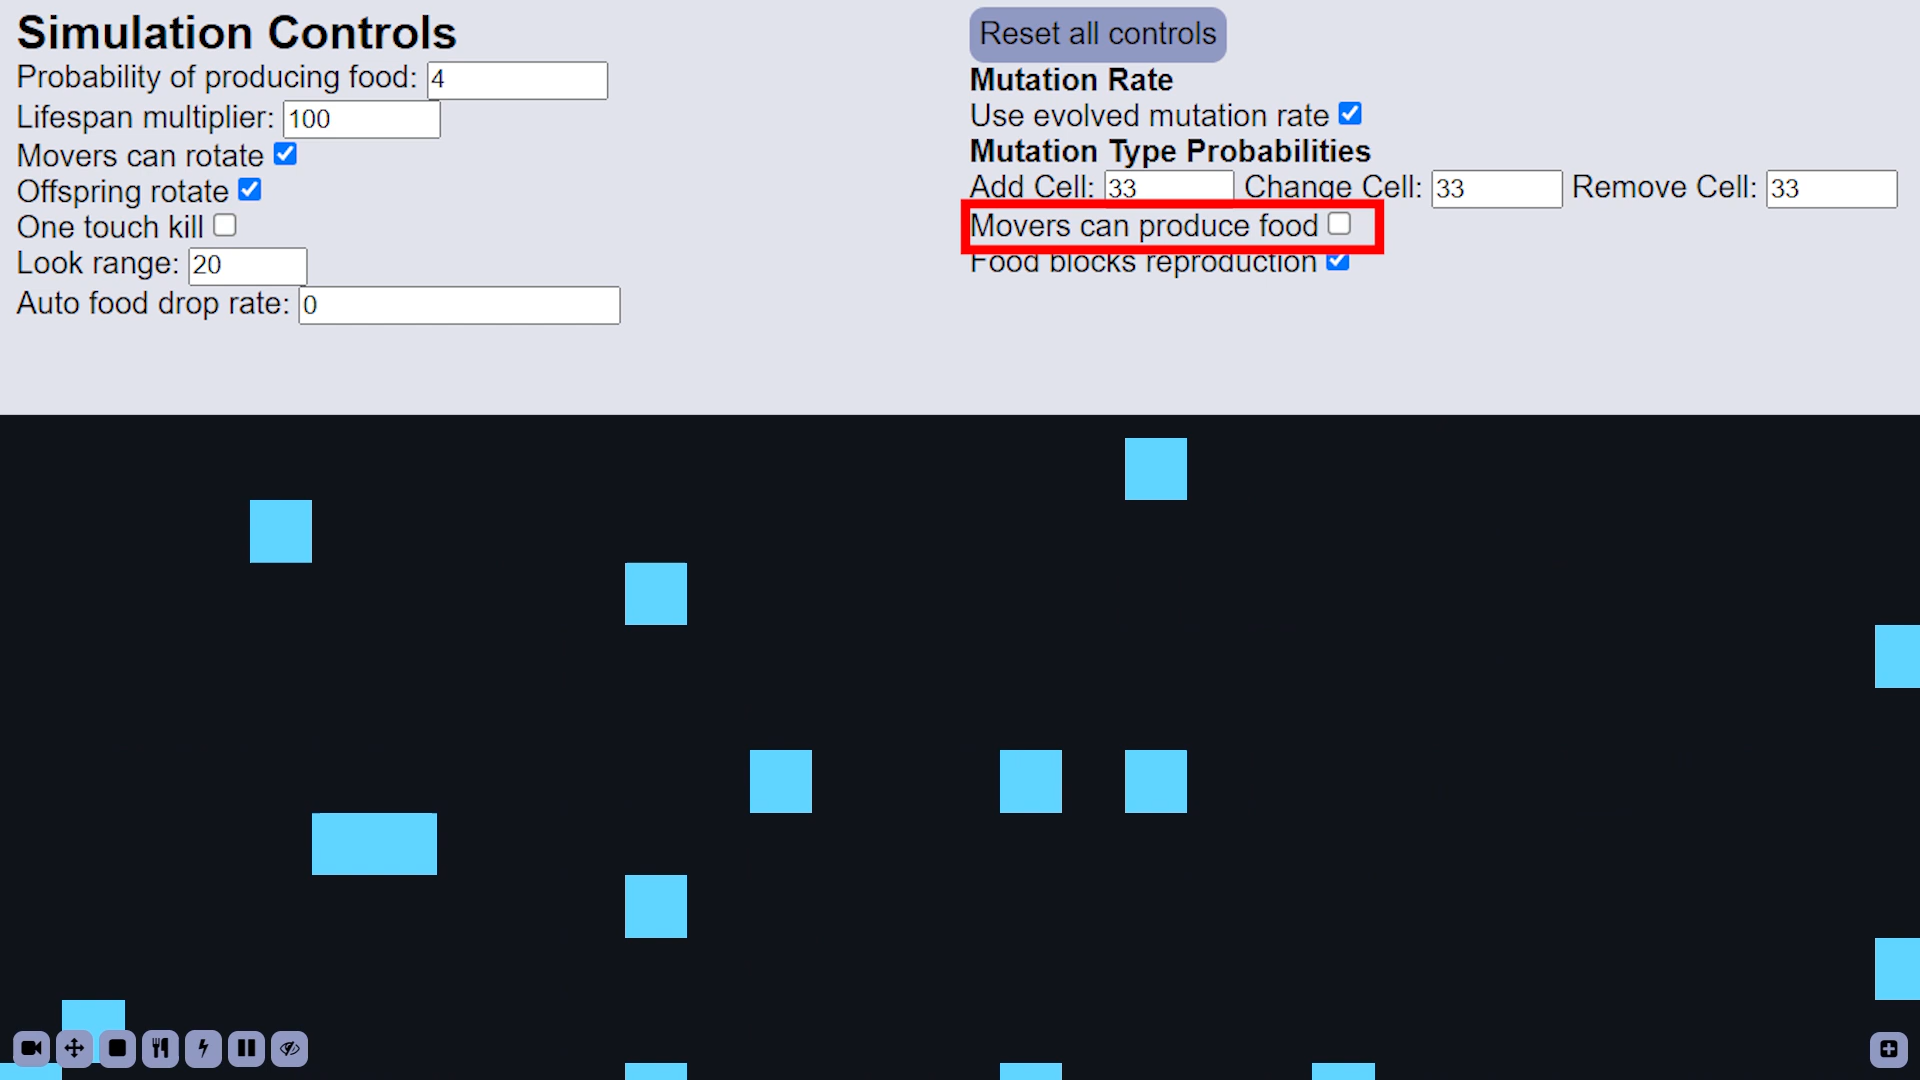 Simulation Controls
Probability of producing food: 4
Lifespan multiplier: 100
Movers can rotate
Offspring rotate
One touch kill
Look range: 20
Auto food drop rate: 0
Reset all controls
Mutation Rate
Use evolved mutation rate
Mutation Type Probabilities
Add Cell: 33 Change Cell: 33 Remove Cell: 33
Movers can produce food
Food blocks reproduction